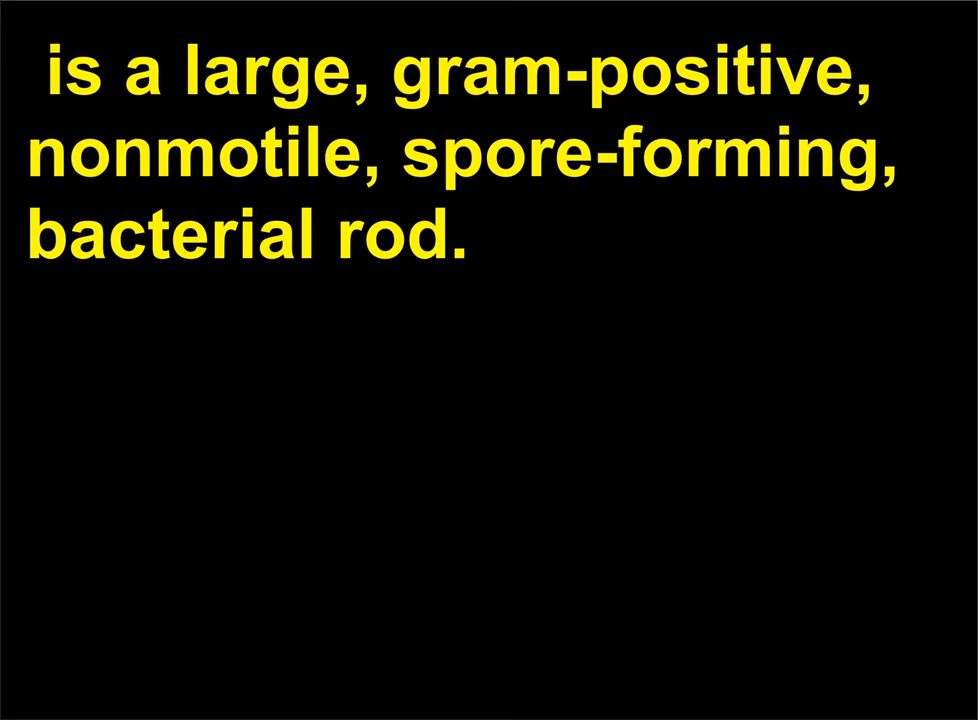 is a large, gram-positive,
nonmotile, spore-forming,
bacterial rod.